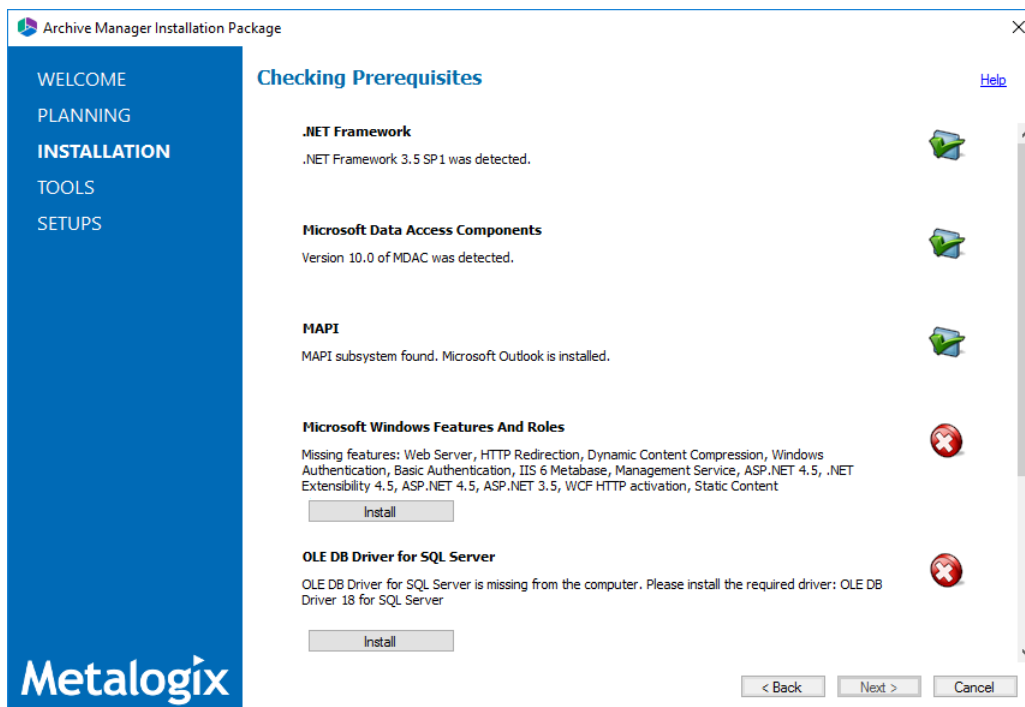 Archive Manager Installation Package
WELCOME
PLANNING
INSTALLATION
TOOLS
SETUPS
Metalogix
Checking Prerequisites
Help
.NET Framework
.NET Framework 3.5 SP1 was detected.
Microsoft Data Access Components
Version 10.0 of MDAC was detected.
MAPI
MAPI subsystem found. Microsoft Outlook is installed.
Microsoft Windows Features And Roles
Missing features: Web Server, HTTP Redirection, Dynamic Content Compression, Windows
Authentication, Basic Authentication, IIS 6 Metabase, Management Service, ASP.NET 4.5, .NET
Extensibility 4.5, ASP.NET 4.5, ASP.NET 3.5, WCF HTTP activation, Static Content
Install
OLE DB Driver for SQL Server
OLE DB Driver for SQL Server is missing from the computer. Please install the required driver: OLE DB
Driver 18 for SQL Server
Install
< Back
Next >
Cancel